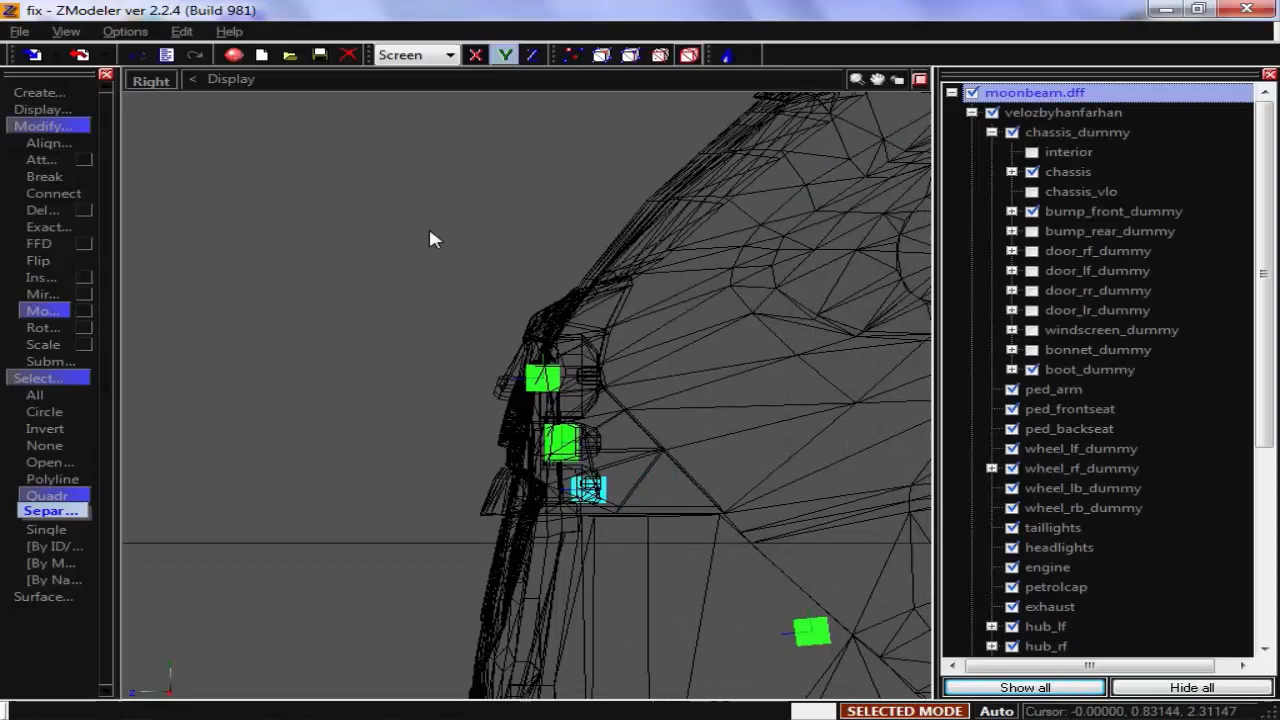 fix - ZModeler ver 2.2.4 (Build 981)
File View Options Edit Help
Screen X Y Z
Right < Display
Create...
Display...
Modify...
Align...
Att...
Break
Connect
Del...
Exact...
FFD
Flip
Ins...
Mir...
Mo...
Rot...
Scale
Subm...
Select...
All
Circle
Invert
None
Open...
Polyline
Quadr
Separ...
Single
[By ID/...
[By M...
[By Na...
Surface...
z
moonbeam.dff
velozbyhanfarhan
chassis_dummy
interior
chassis
chassis_vlo
bump_front_dummy
bump_rear_dummy
door_rf_dummy
door_lf_dummy
door_rr_dummy
door_lr_dummy
windscreen_dummy
bonnet_dummy
boot_dummy
ped_arm
ped_frontseat
ped_backseat
wheel_lf_dummy
wheel_rf_dummy
wheel_lb_dummy
wheel_rb_dummy
taillights
headlights
engine
petrolcap
exhaust
hub_lf
hub_rf
Show all Hide all
SELECTED MODE Auto Cursor: -0.00000, 0.83144, 2.31147